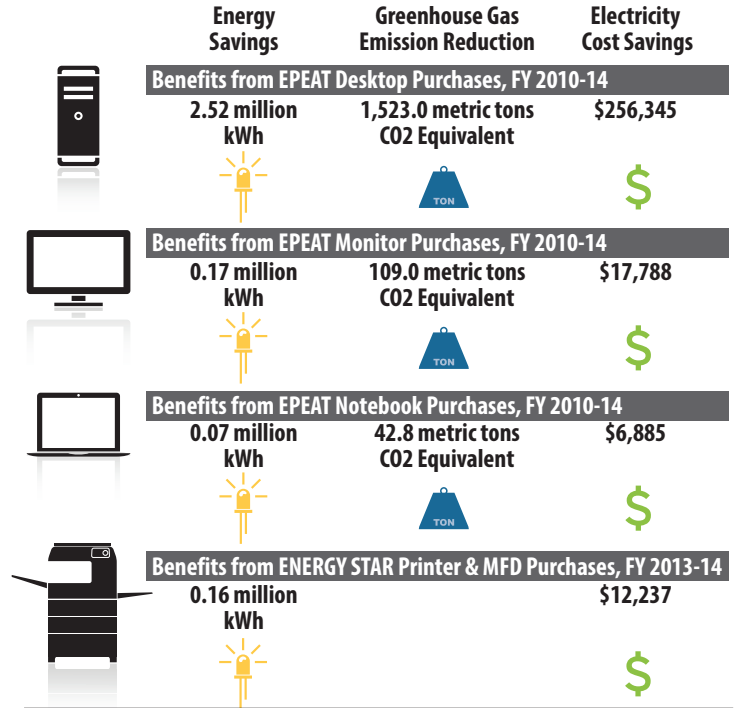 Energy Savings
Greenhouse Gas Emission Reduction
Electricity Cost Savings
Benefits from EPEAT Desktop Purchases, FY 2010-14
2.52 million kWh
1,523.0 metric tons CO2 Equivalent
$256,345
TON
$
Benefits from EPEAT Monitor Purchases, FY 2010-14
0.17 million kWh
109.0 metric tons CO2 Equivalent
$17,788
TON
$
Benefits from EPEAT Notebook Purchases, FY 2010-14
0.07 million kWh
42.8 metric tons CO2 Equivalent
$6,885
TON
$
Benefits from ENERGY STAR Printer & MFD Purchases, FY 2013-14
0.16 million kWh
$12,237
$